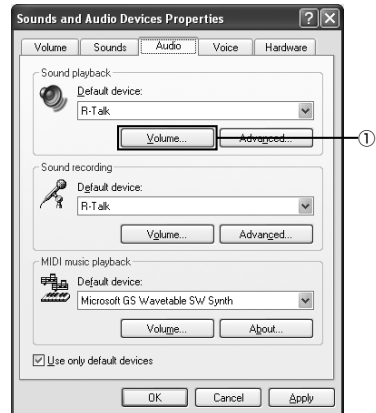 Sounds and Audio Devices Properties
Volume Sounds Audio Voice Hardware
Sound playback
Default device:
R-Talk
Volume... Advanced...
①
Sound recording
Default device:
R-Talk
Volume... Advanced...
MIDI music playback
Default device:
Microsoft GS Wavetable SW Synth
Volume... About...
Use only default devices
OK Cancel Apply